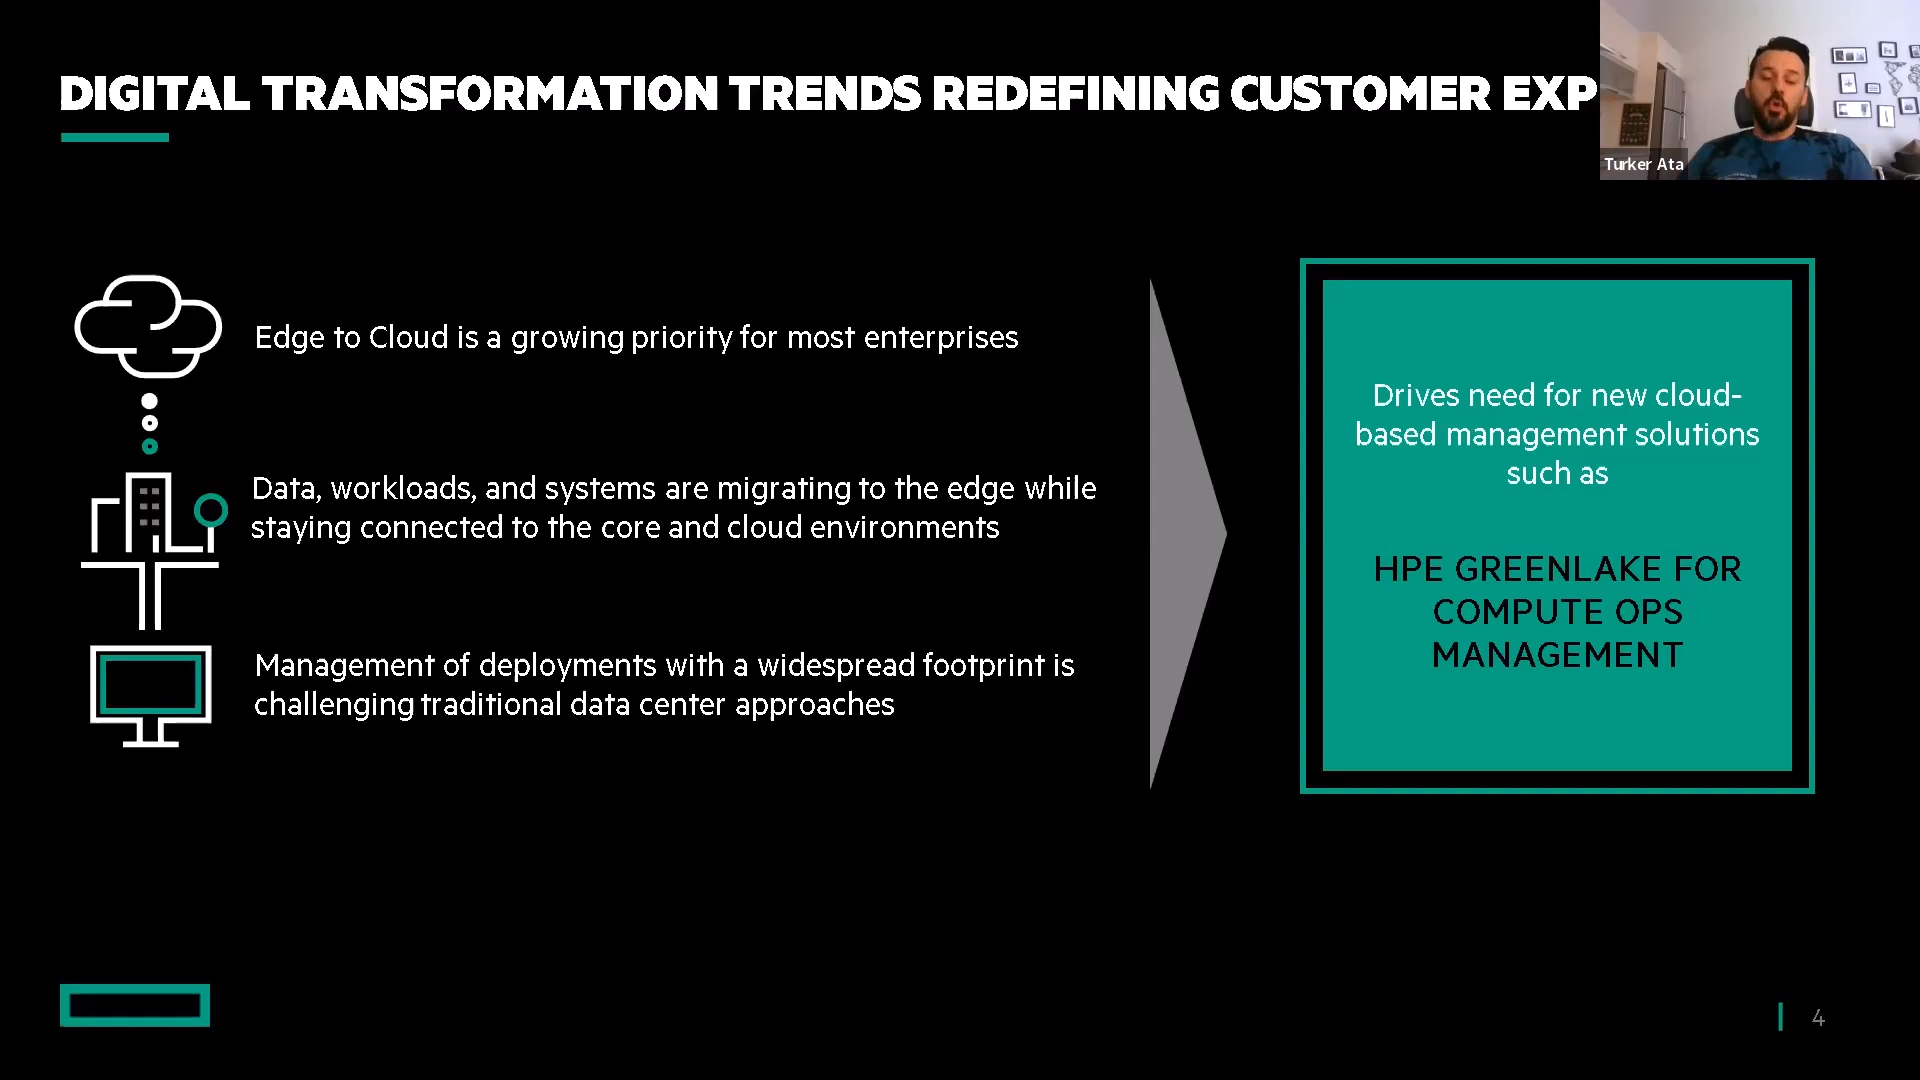 DIGITAL TRANSFORMATION TRENDS REDEFINING CUSTOMER EXP
Turker Ata
Edge to Cloud is a growing priority for most enterprises
Data, workloads, and systems are migrating to the edge while
staying connected to the core and cloud environments
Management of deployments with a widespread footprint is
challenging traditional data center approaches
Drives need for new cloud-
based management solutions
such as
HPE GREENLAKE FOR
COMPUTE OPS
MANAGEMENT
4